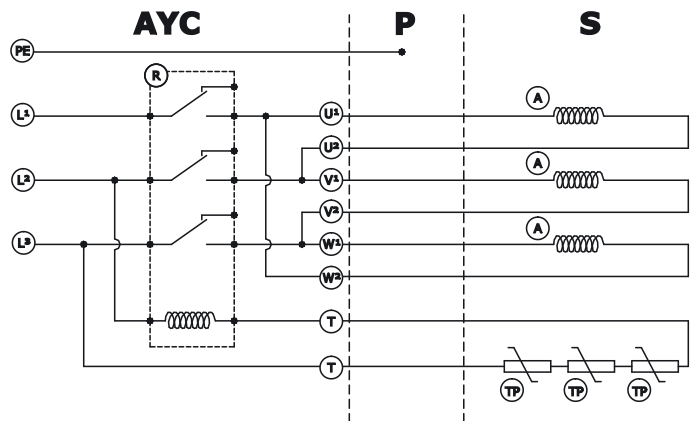 AYC P S
PE
R
L1 U1 A
U2
L2 V1 A
V2
A
L3 W1
W2
T
T
TP TP TP